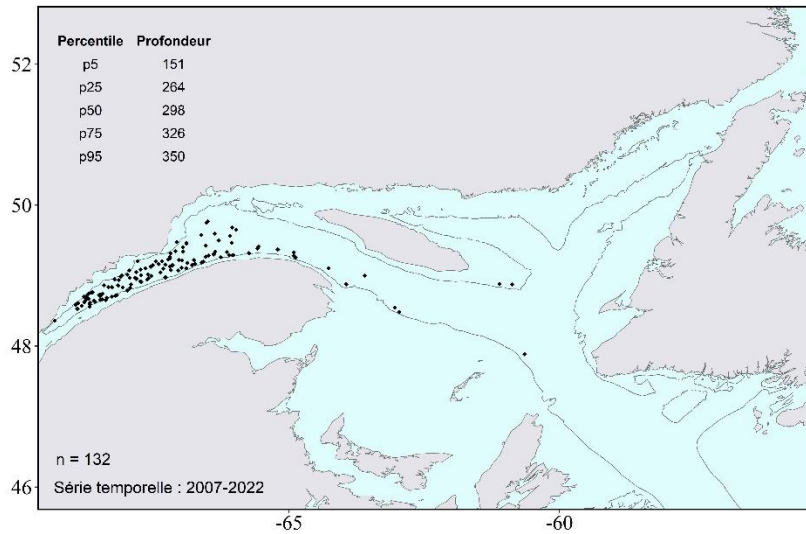 Percentile Profondeur
p5 151
p25 264
p50 298
p75 326
p95 350
52
50
48
46
n = 132
Série temporelle : 2007-2022
-65 -60